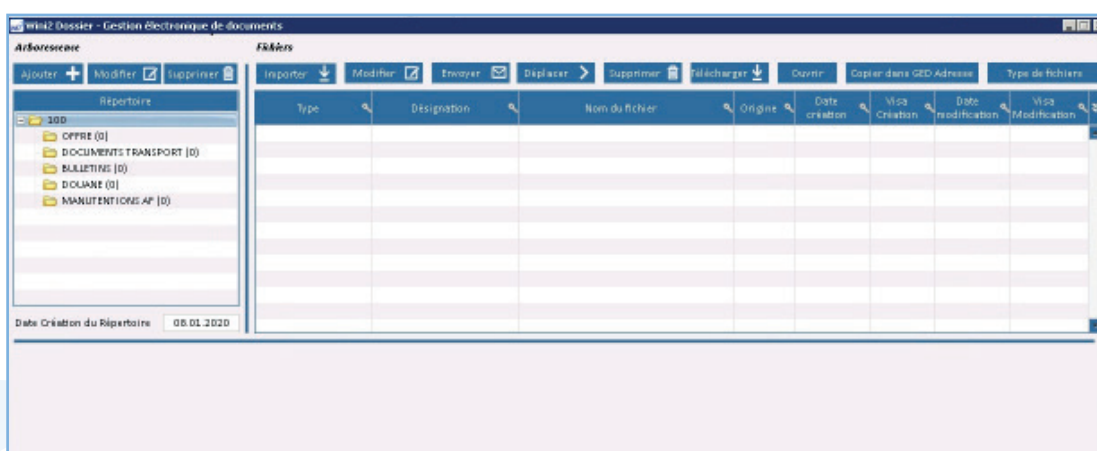 Wini2 Dossier - Gestion électronique de documents
Arborescence
Fichiers
Ajouter Modifier Supprimer
Importer Modifier Envoyer Déplacer Supprimer Télécharger Ouvrir Copier dans GED Adresse Type de fichiers
Répertoire
Type Désignation Nom du fichier Origine Date création Visa Création Date modification Visa Modification
100
OFFRE (0)
DOCUMENTS TRANSPORT (0)
BULLETINS (0)
DOUANE (0)
MANUTENTIONS AF (0)
Date Création du Répertoire 08.01.2020